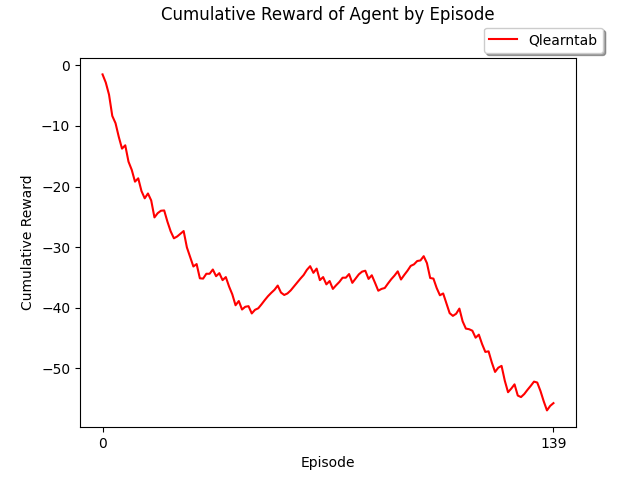 Cumulative Reward of Agent by Episode
Qlearntab
0
−10
−20
−30
−40
−50
Cumulative Reward
0
139
Episode